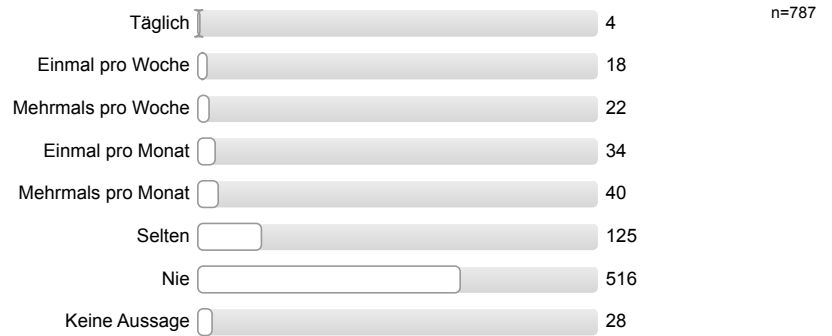 Täglich 4 n=787
Einmal pro Woche 18
Mehrmals pro Woche 22
Einmal pro Monat 34
Mehrmals pro Monat 40
Selten 125
Nie 516
Keine Aussage 28